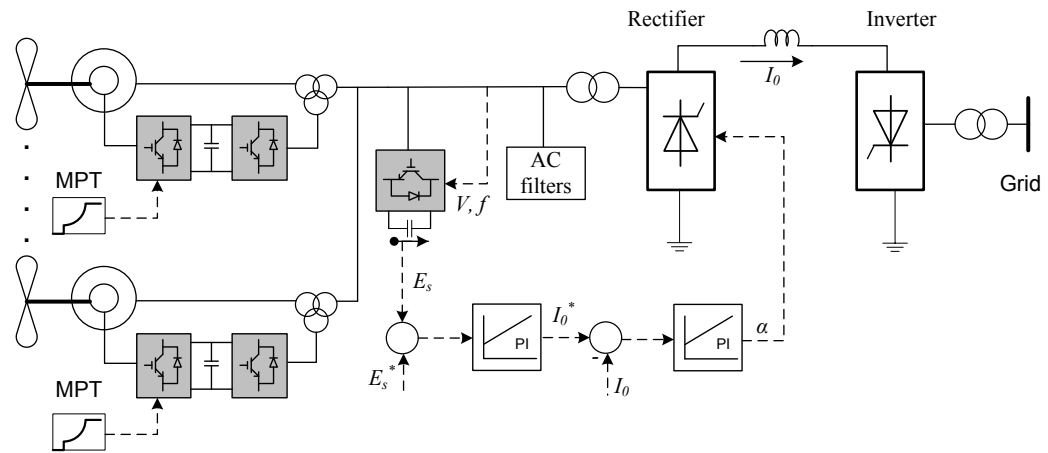 Rectifier
Inverter
I0
MPT
AC
filters
V, f
Grid
Es
I0*
PI
PI
α
Es*
-
I0
MPT